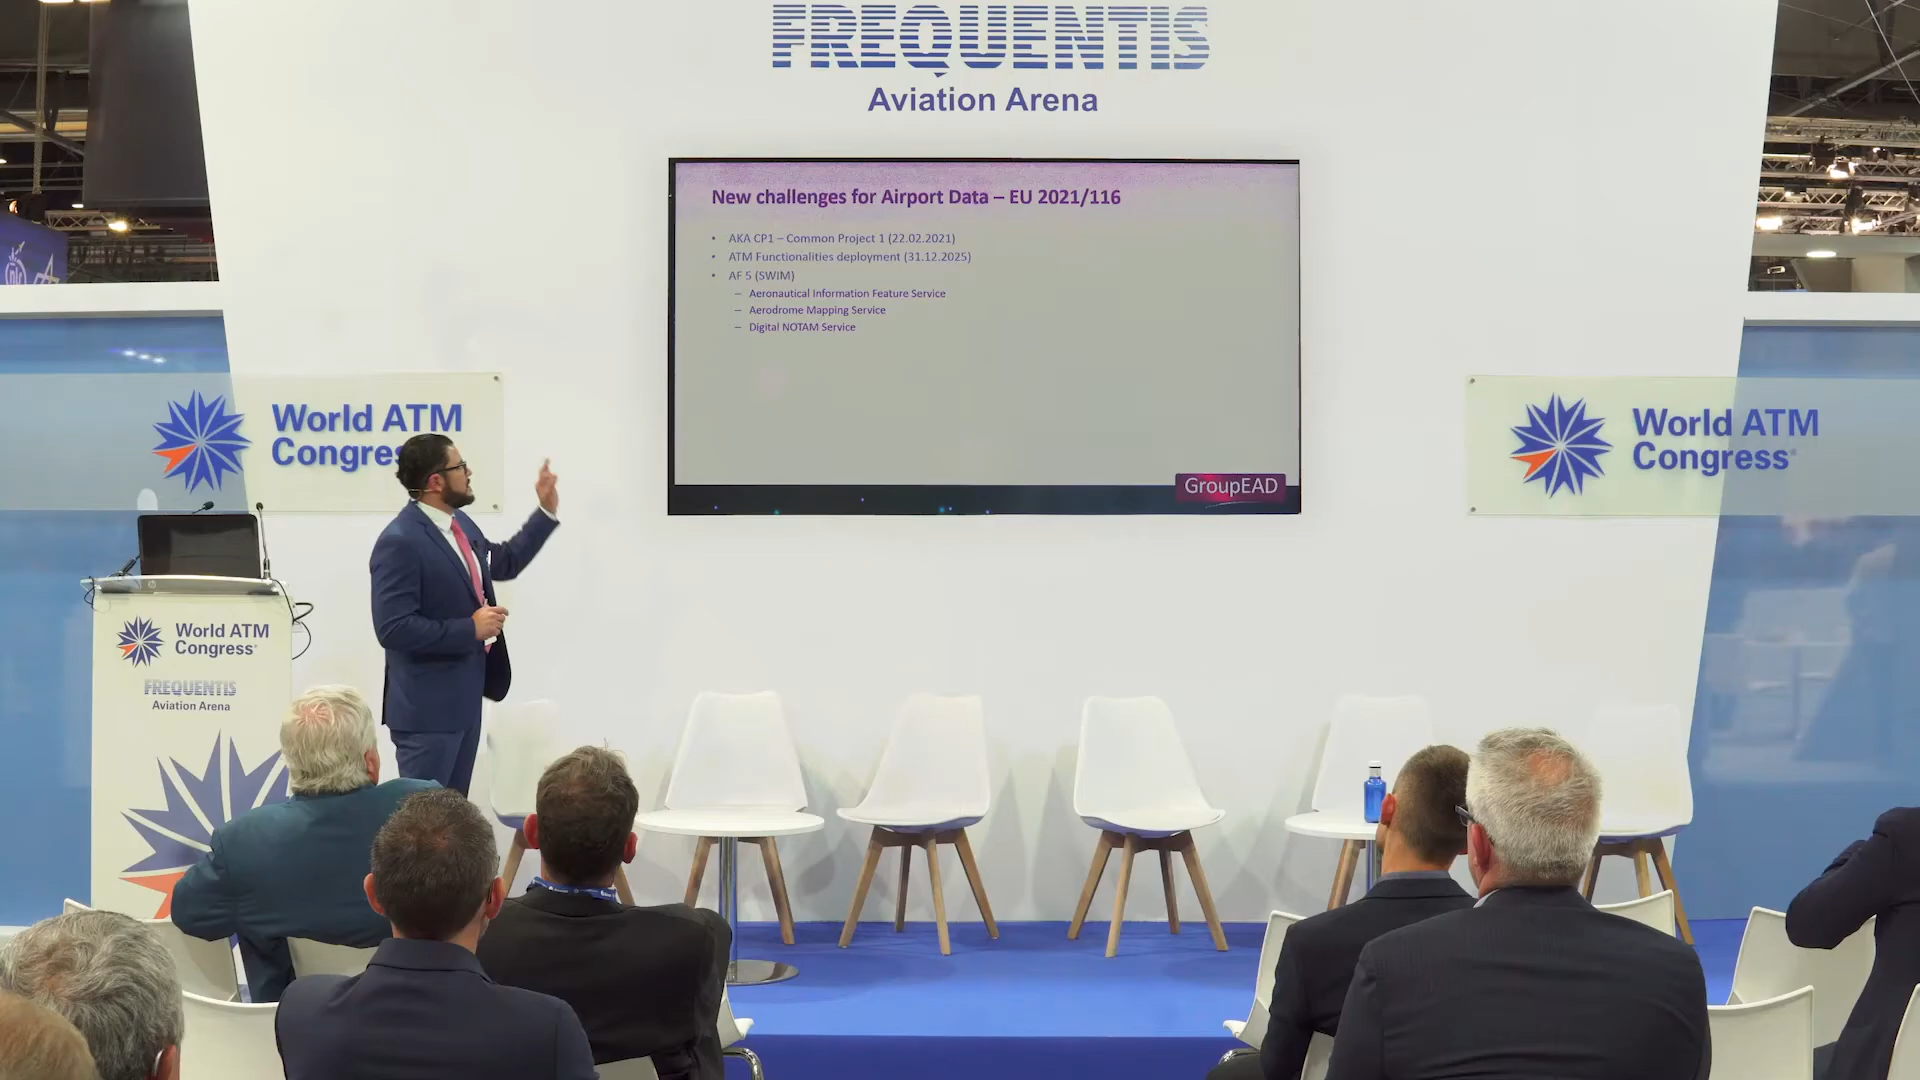 FREQUENTIS
Aviation Arena
New challenges for Airport Data – EU 2021/116
• AKA CP1 – Common Project 1 (22.02.2021)
• ATM Functionalities deployment (31.12.2025)
• AF 5 (SWIM)
– Aeronautical Information Feature Service
– Aerodrome Mapping Service
– Digital NOTAM Service
GroupEAD
World ATM
Congres
World ATM
Congress
World ATM
Congress
FREQUENTIS
Aviation Arena